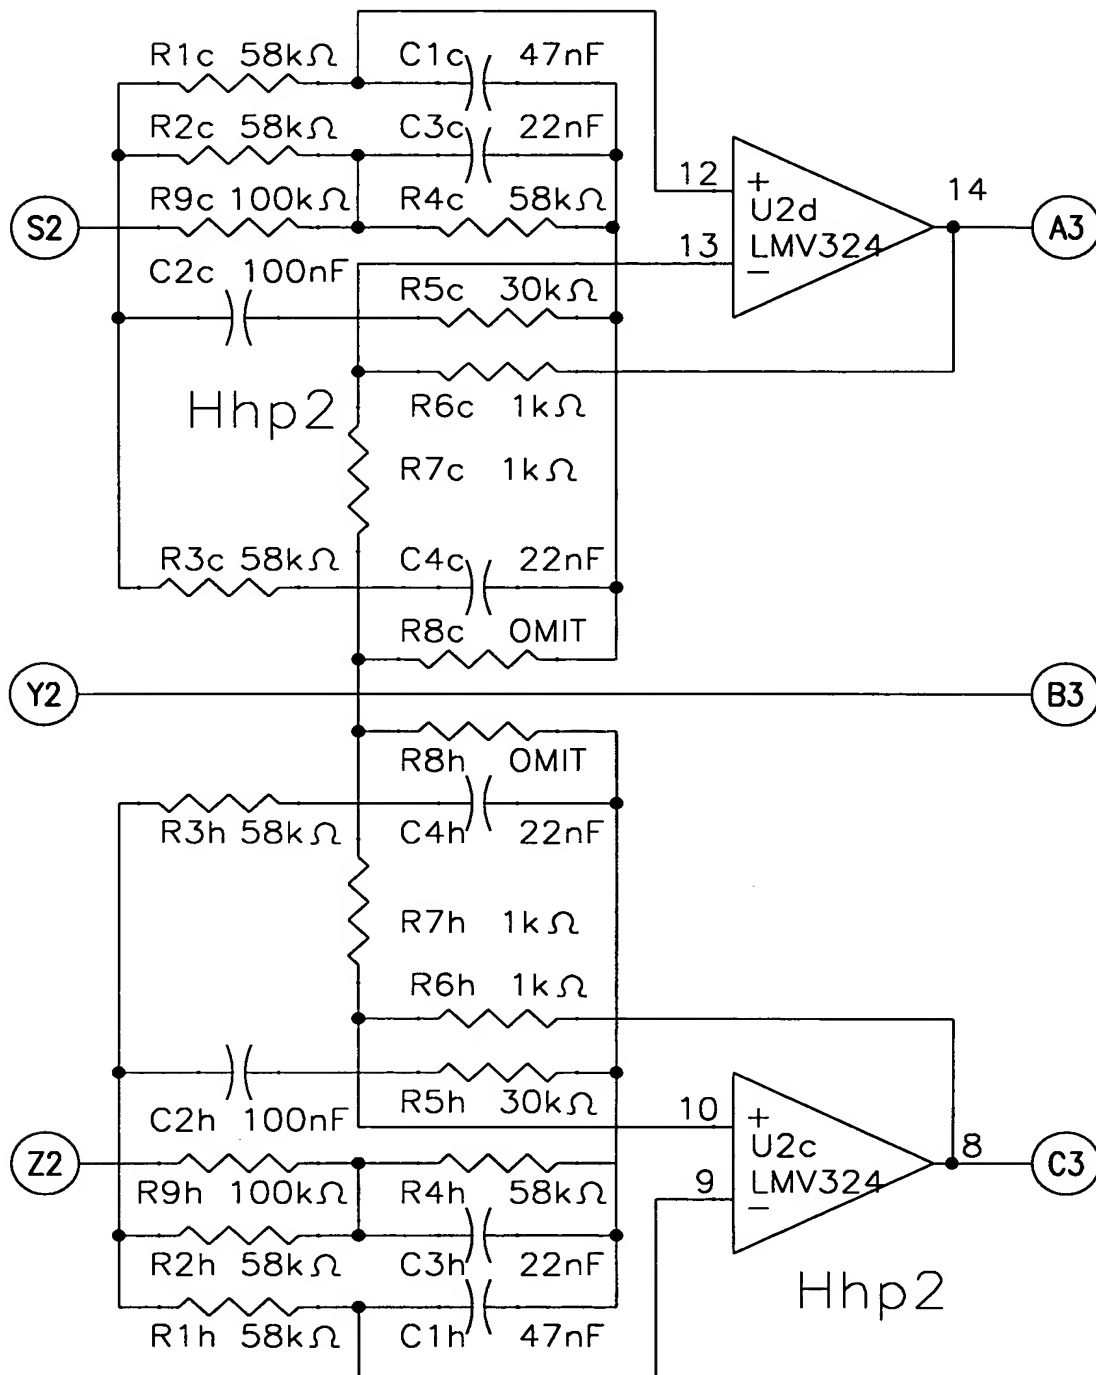 R1c 58kΩ C1c 47nF
R2c 58kΩ C3c 22nF
12 + 14
R9c 100kΩ R4c 58kΩ U2d
S2 A3
13 LMV324
C2c 100nF −
R5c 30kΩ
Hhp2 R6c 1kΩ
R7c 1kΩ
R3c 58kΩ C4c 22nF
R8c OMIT
Y2 B3
R8h OMIT
R3h 58kΩ C4h 22nF
R7h 1kΩ
R6h 1kΩ
R5h 30kΩ 10 +
C2h 100nF
U2c 8
Z2 C3
R9h 100kΩ R4h 58kΩ 9 LMV324
−
R2h 58kΩ C3h 22nF
Hhp2
R1h 58kΩ C1h 47nF